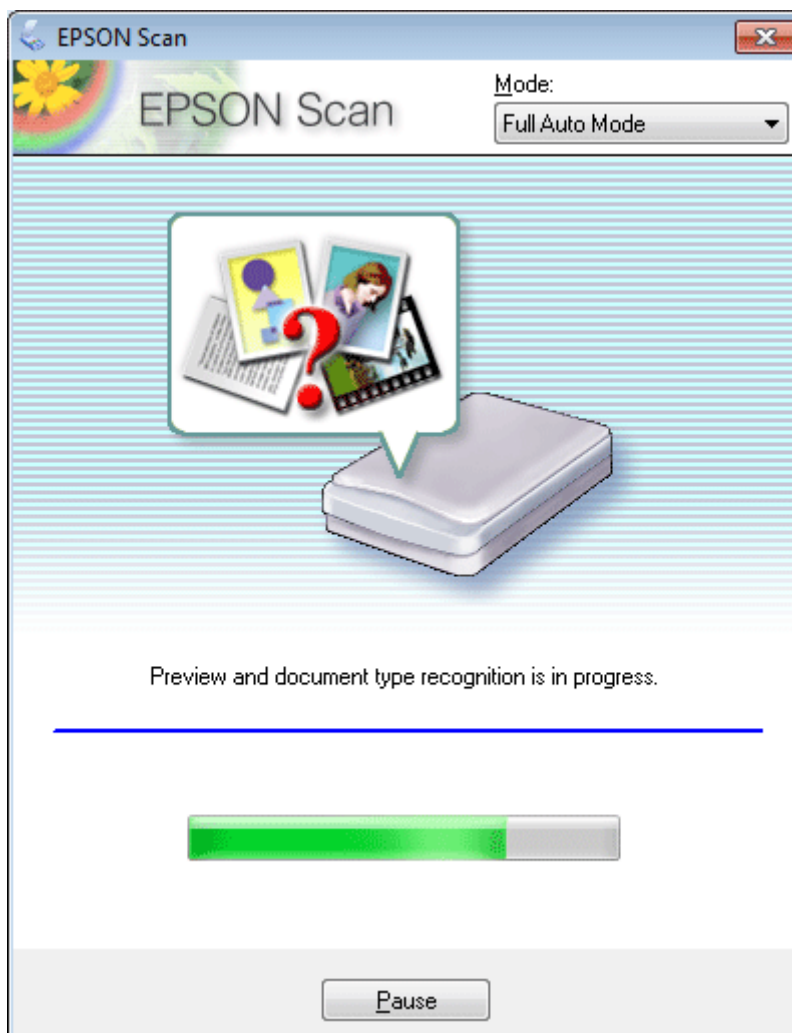 EPSON Scan
EPSON Scan
Mode:
Full Auto Mode
Preview and document type recognition is in progress.
Pause